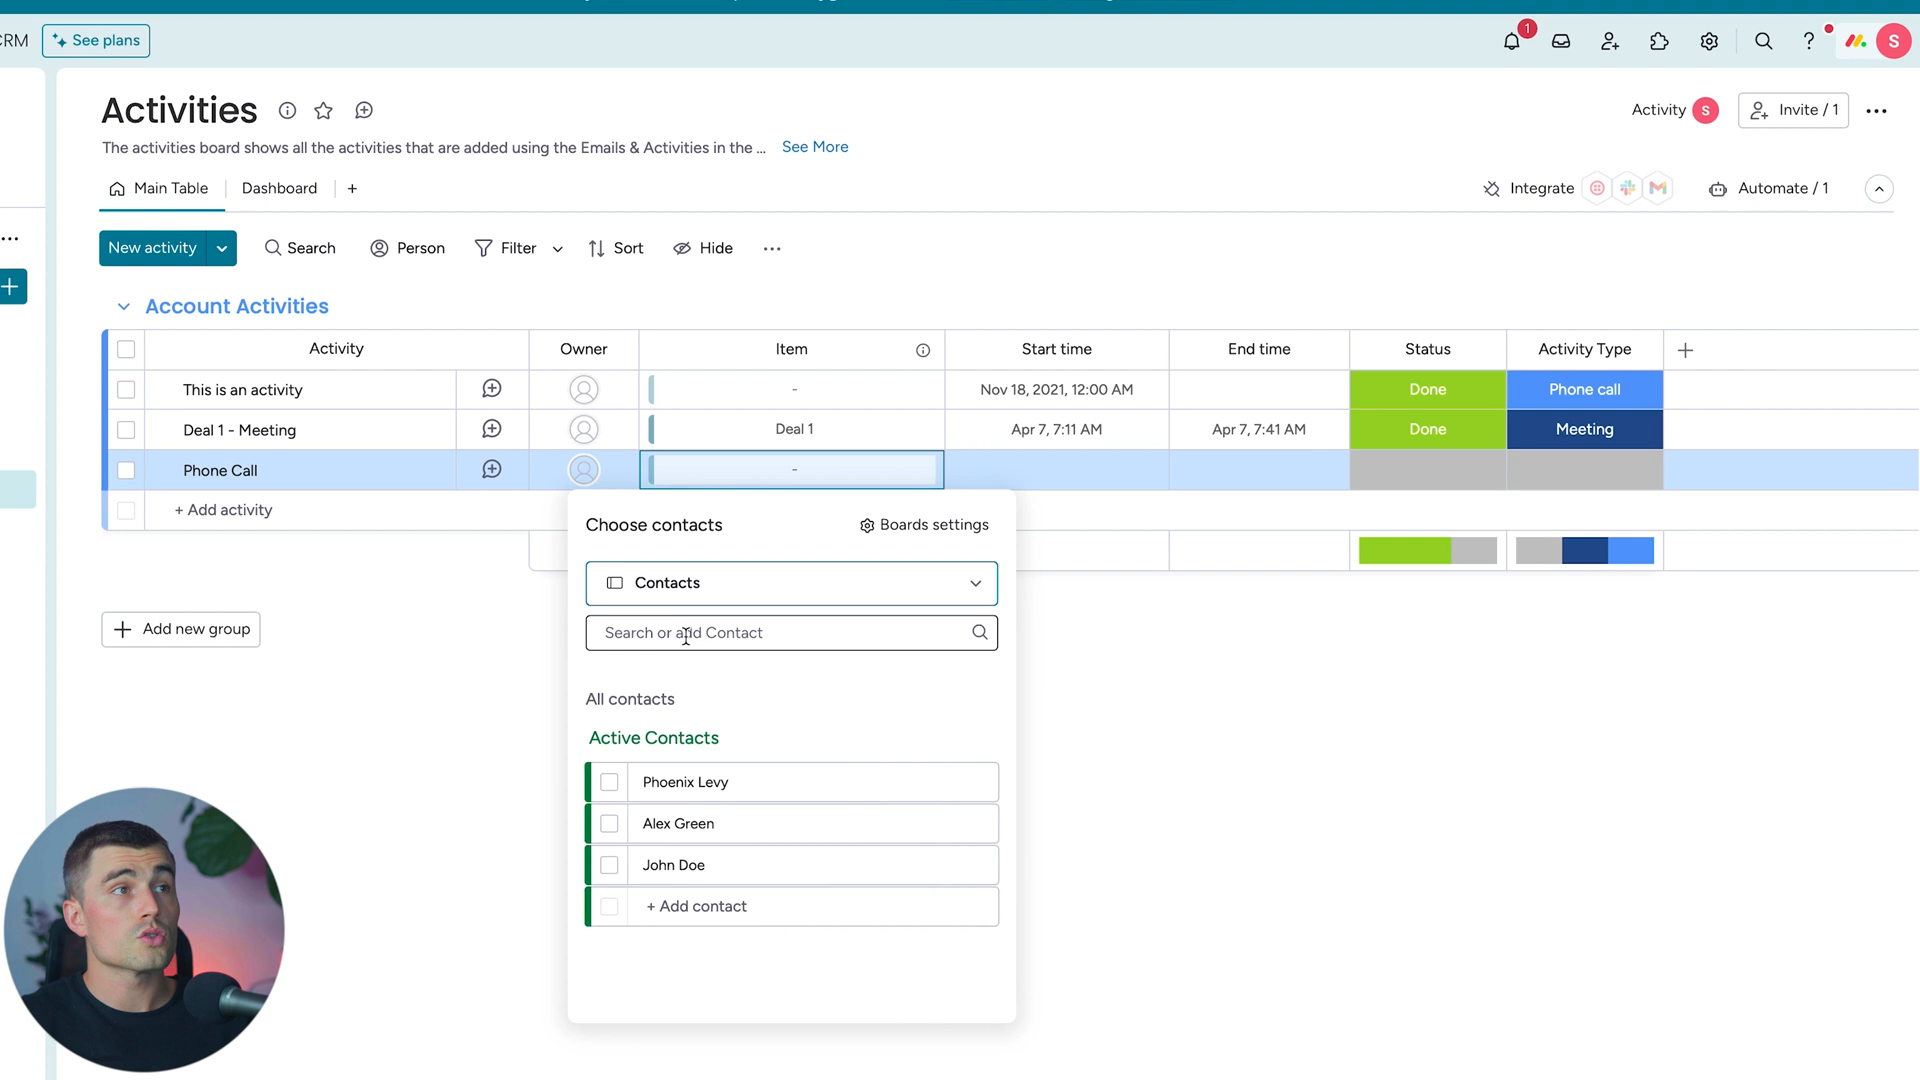 CRM
See plans
1
S
Activities
Activity
S
Invite / 1
The activities board shows all the activities that are added using the Emails & Activities in the ...
See More
Main Table
Dashboard
+
Integrate
Automate / 1
New activity
Search
Person
Filter
Sort
Hide
Account Activities
Activity
Owner
Item
Start time
End time
Status
Activity Type
This is an activity
-
Nov 18, 2021, 12:00 AM
Done
Phone call
Deal 1 - Meeting
Deal 1
Apr 7, 7:11 AM
Apr 7, 7:41 AM
Done
Meeting
Phone Call
-
+ Add activity
Choose contacts
Boards settings
Contacts
Add new group
Search or add Contact
All contacts
Active Contacts
Phoenix Levy
Alex Green
John Doe
+ Add contact